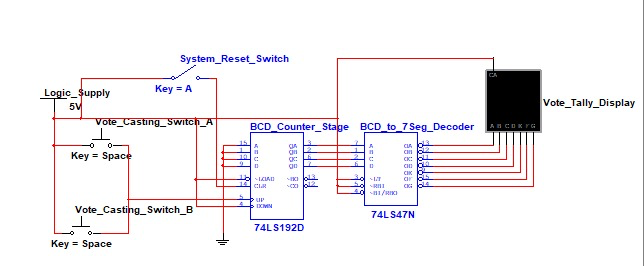 System_Reset_Switch
Key = A
Logic_Supply
5V
CA
Vote_Tally_Display
A B C D E F G
Vote_Casting_Switch_A
Key = Space
BCD_Counter_Stage
BCD_to_7Seg_Decoder
15 A QA 3
1 B QB 2
10 C QC 6
9 D QD 7
11 ~LOAD ~BO 13
14 CLR ~CO 12
5 UP
4 DOWN
74LS192D
7 A OA 13
1 B OB 12
2 C OC 11
6 D OD 10
OE 9
3 ~LT OF 15
5 ~RBI OG 14
4 ~BI/RBO
74LS47N
Vote_Casting_Switch_B
Key = Space